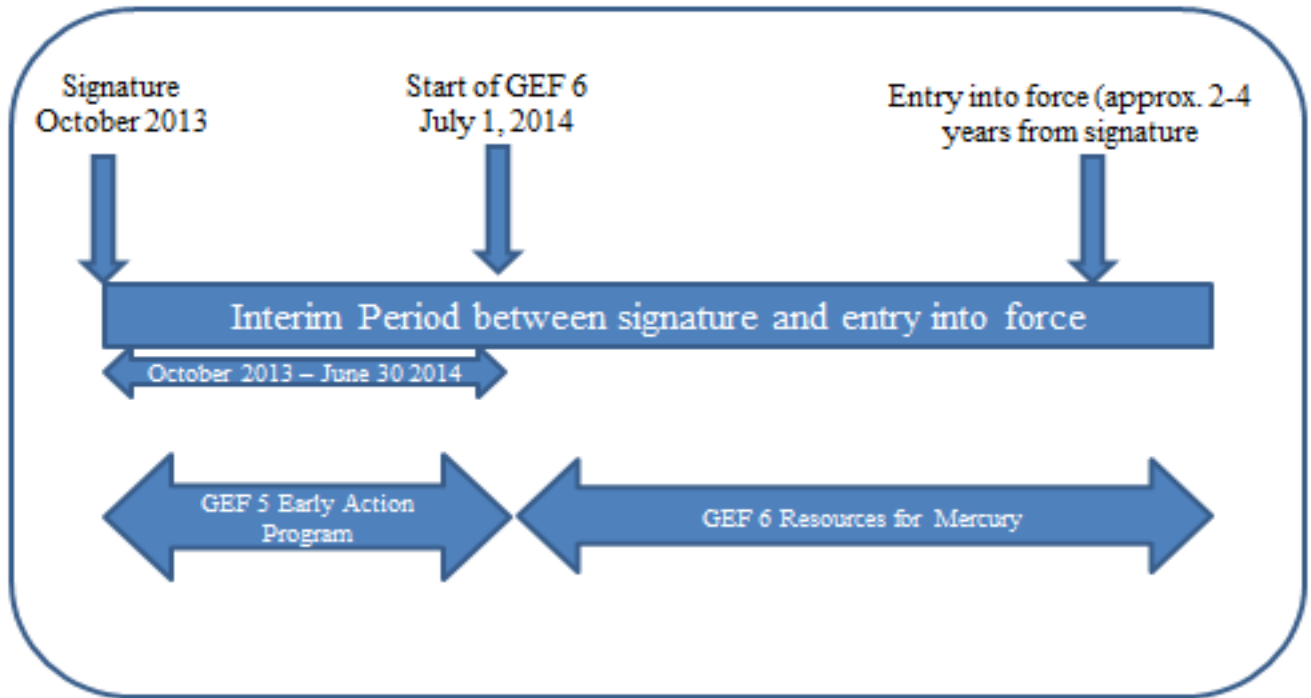 Signature
October 2013
Start of GEF 6
July 1, 2014
Entry into force (approx. 2-4
years from signature
Interim Period between signature and entry into force
October 2013 – June 30 2014
GEF 5 Early Action
Program
GEF 6 Resources for Mercury